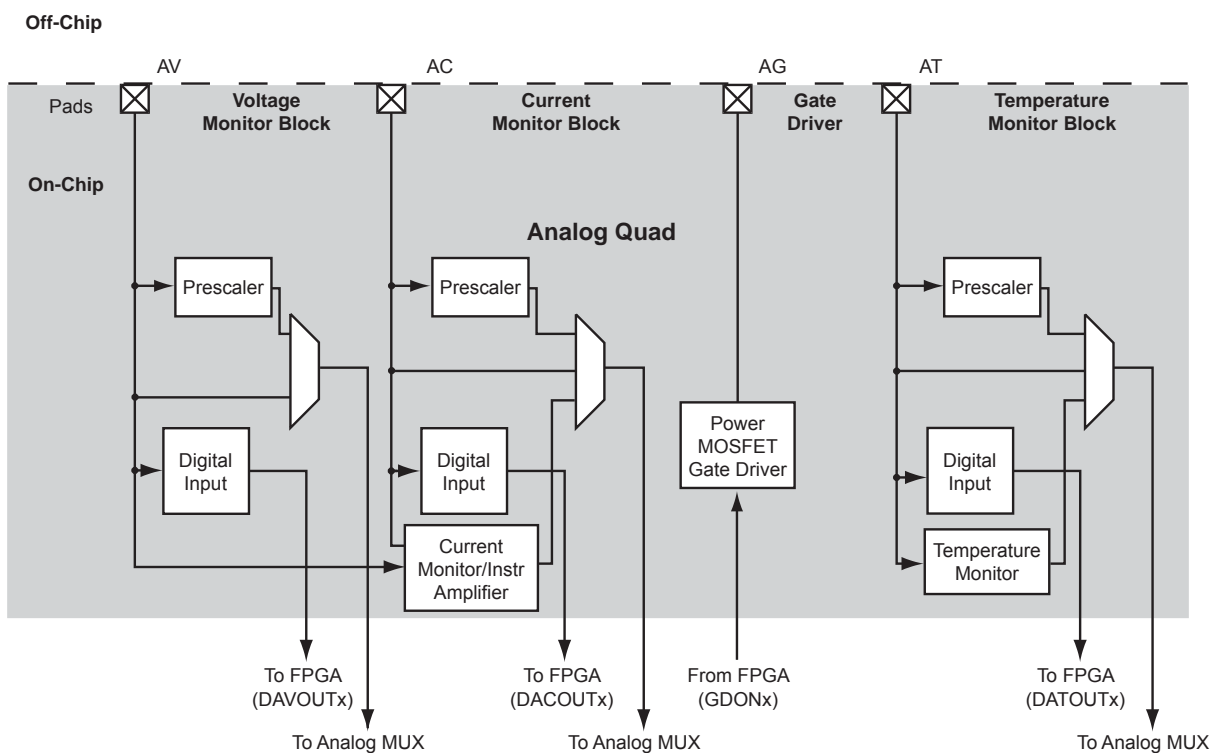 Off-Chip
AV
AC
AG
AT
Pads
Voltage
Monitor Block
Current
Monitor Block
Gate
Driver
Temperature
Monitor Block
On-Chip
Analog Quad
Prescaler
Prescaler
Prescaler
Digital
Input
Digital
Input
Power
MOSFET
Gate Driver
Digital
Input
Current
Monitor/Instr
Amplifier
Temperature
Monitor
To FPGA
(DAVOUTx)
To FPGA
(DACOUTx)
From FPGA
(GDONx)
To FPGA
(DATOUTx)
To Analog MUX
To Analog MUX
To Analog MUX